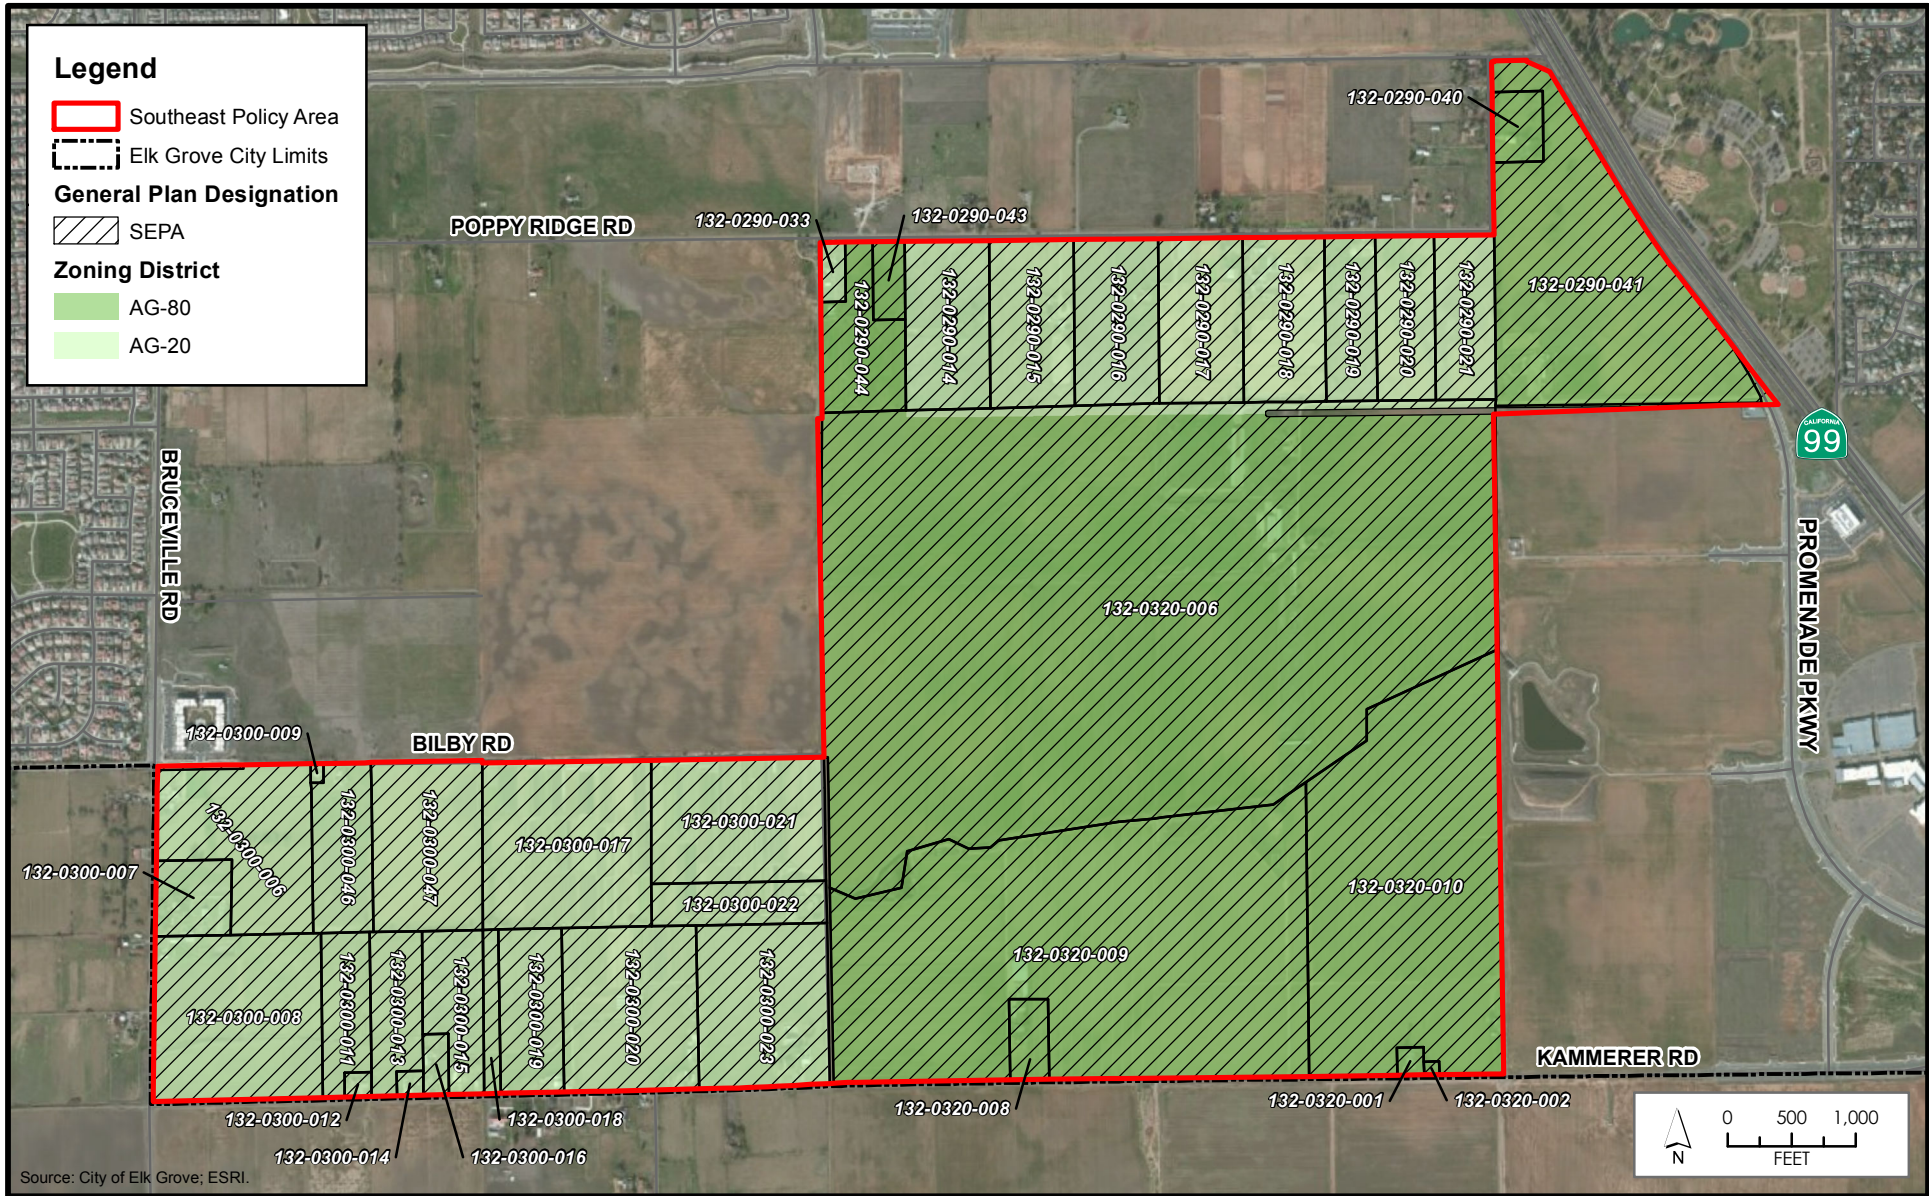 Legend
Southeast Policy Area
Elk Grove City Limits
General Plan Designation
SEPA
Zoning District
AG-80
AG-20
132-0290-040
POPPY RIDGE RD
132-0290-033
132-0290-043
132-0290-044
132-0290-014
132-0290-015
132-0290-016
132-0290-017
132-0290-018
132-0290-019
132-0290-020
132-0290-021
132-0290-041
CALIFORNIA
99
BRUCEVILLE RD
PROMENADE PKWY
132-0320-006
132-0300-009
BILBY RD
132-0300-006
132-0300-046
132-0300-047
132-0300-017
132-0300-021
132-0300-007
132-0300-022
132-0320-010
132-0320-009
132-0300-008
132-0300-011
132-0300-013
132-0300-015
132-0300-019
132-0300-020
132-0300-023
KAMMERER RD
132-0300-012
132-0300-018
132-0320-008
132-0320-001
132-0320-002
132-0300-014
132-0300-016
N
0 500 1,000
FEET
Source: City of Elk Grove; ESRI.